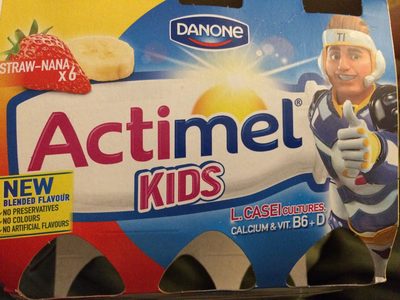 DANONE
TI
STRAW-NANA
x6
Actimel®
KIDS
NEW
BLENDED FLAVOUR
NO PRESERVATIVES
NO COLOURS
NO ARTIFICIAL FLAVOURS
L. CASEI CULTURES.
CALCIUM & VIT. B6+D